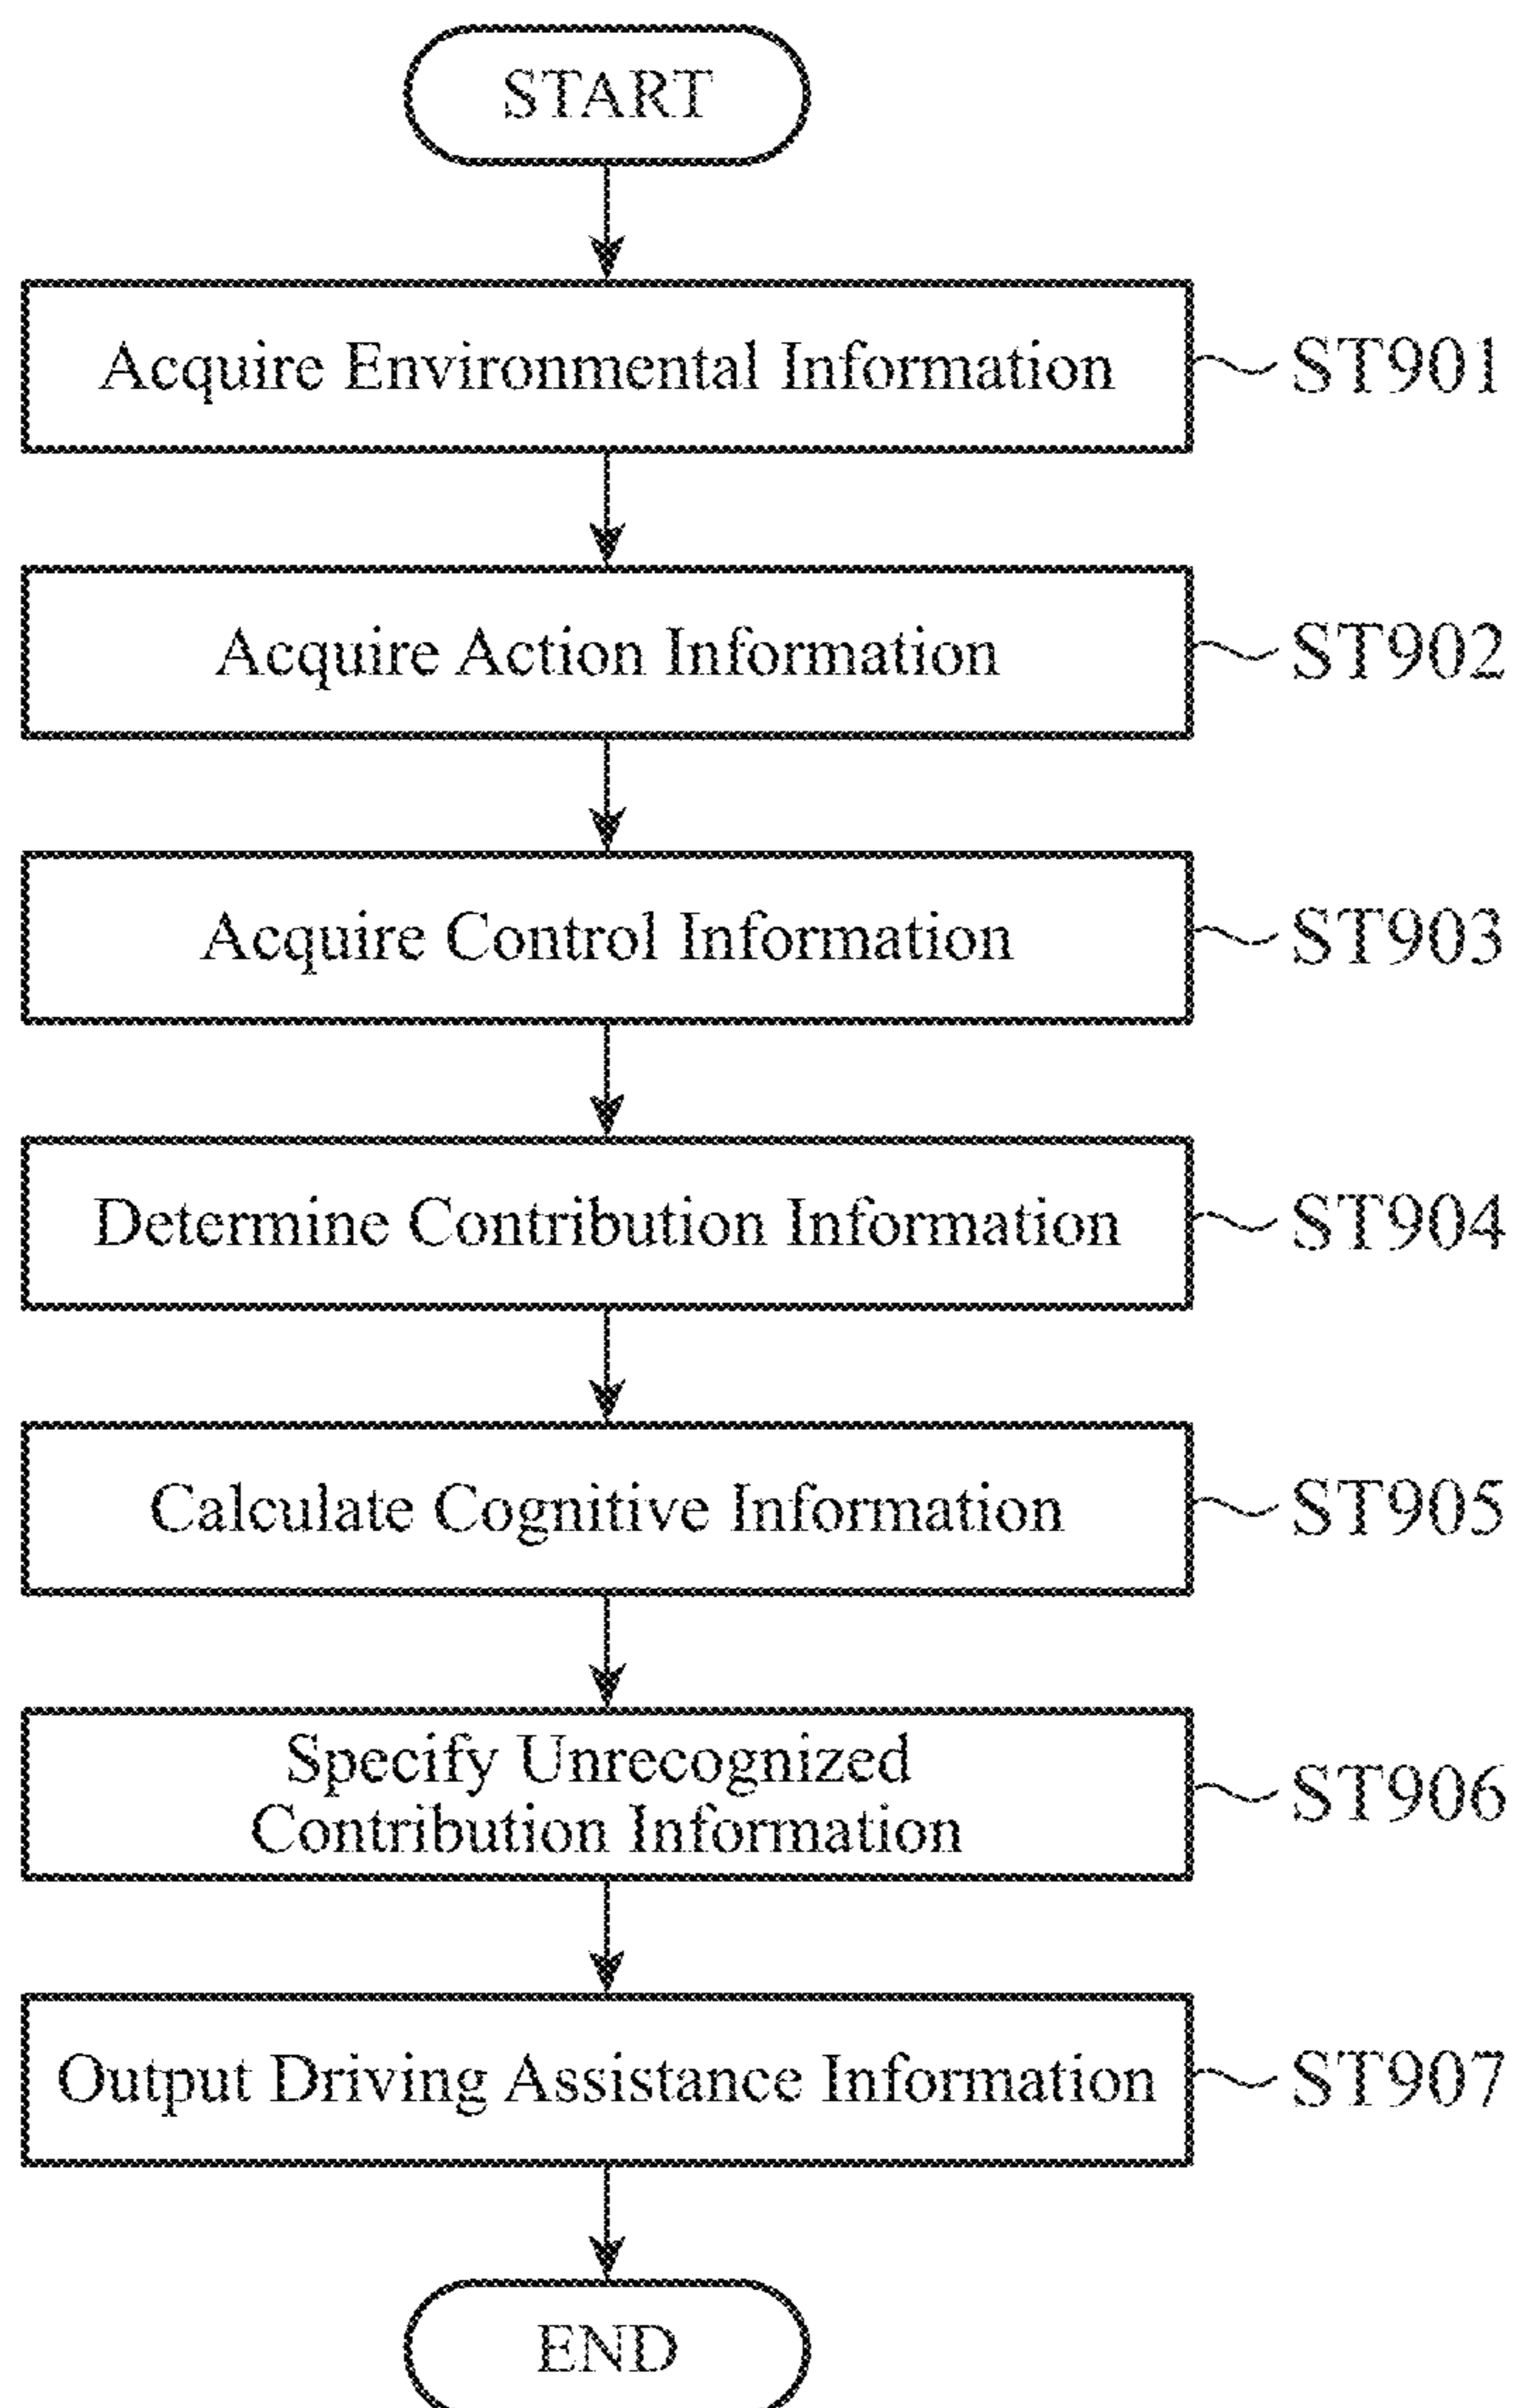 START
Acquire Environmental Information
ST901
Acquire Action Information
ST902
Acquire Control Information
ST903
Determine Contribution Information
ST904
Calculate Cognitive Information
ST905
Specify Unrecognized
Contribution Information
ST906
Output Driving Assistance Information
ST907
END